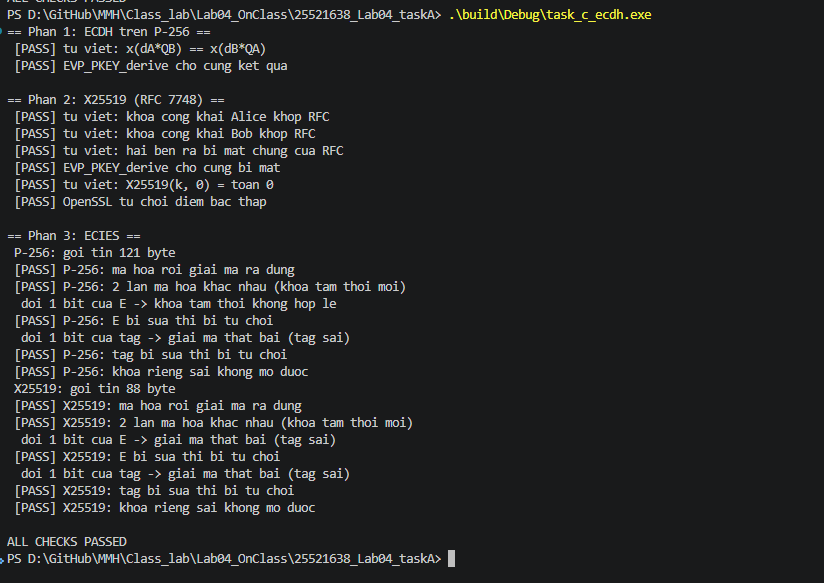 PS D:\GitHub\MMH\Class_lab\Lab04_OnClass\25521638_Lab04_taskA> .\build\Debug\task_c_ecdh.exe
== Phan 1: ECDH tren P-256 ==
[PASS] tu viet: x(dA*QB) == x(dB*QA)
[PASS] EVP_PKEY_derive cho cung ket qua
== Phan 2: X25519 (RFC 7748) ==
[PASS] tu viet: khoa cong khai Alice khop RFC
[PASS] tu viet: khoa cong khai Bob khop RFC
[PASS] tu viet: hai ben ra bi mat chung cua RFC
[PASS] EVP_PKEY_derive cho cung bi mat
[PASS] tu viet: X25519(k, 0) = toan 0
[PASS] OpenSSL tu choi diem bac thap
== Phan 3: ECIES ==
P-256: goi tin 121 byte
[PASS] P-256: ma hoa roi giai ma ra dung
[PASS] P-256: 2 lan ma hoa khac nhau (khoa tam thoi moi)
doi 1 bit cua E -> khoa tam thoi khong hop le
[PASS] P-256: E bi sua thi bi tu choi
doi 1 bit cua tag -> giai ma that bai (tag sai)
[PASS] P-256: tag bi sua thi bi tu choi
[PASS] P-256: khoa rieng sai khong mo duoc
X25519: goi tin 88 byte
[PASS] X25519: ma hoa roi giai ma ra dung
[PASS] X25519: 2 lan ma hoa khac nhau (khoa tam thoi moi)
doi 1 bit cua E -> giai ma that bai (tag sai)
[PASS] X25519: E bi sua thi bi tu choi
doi 1 bit cua tag -> giai ma that bai (tag sai)
[PASS] X25519: tag bi sua thi bi tu choi
[PASS] X25519: khoa rieng sai khong mo duoc
ALL CHECKS PASSED
PS D:\GitHub\MMH\Class_lab\Lab04_OnClass\25521638_Lab04_taskA>